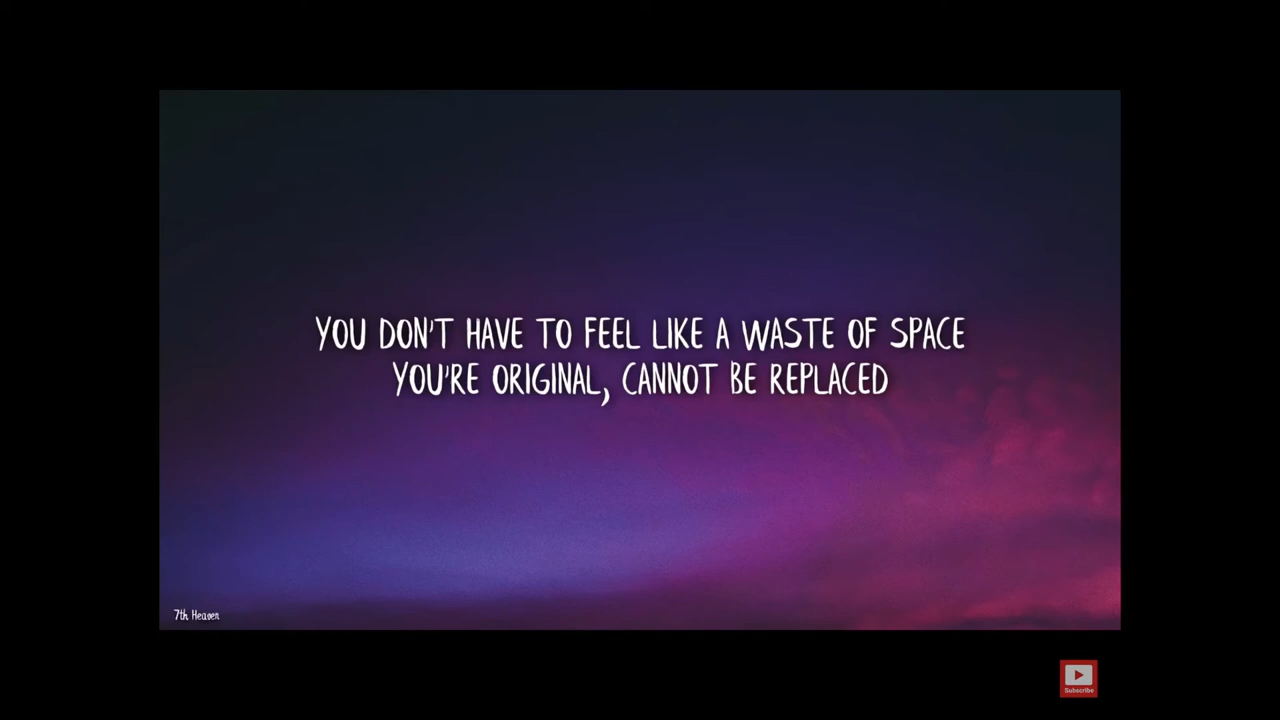 YOU DON'T HAVE TO FEEL LIKE A WASTE OF SPACE
YOU'RE ORIGINAL, CANNOT BE REPLACED
7th Heaven
Subscribe